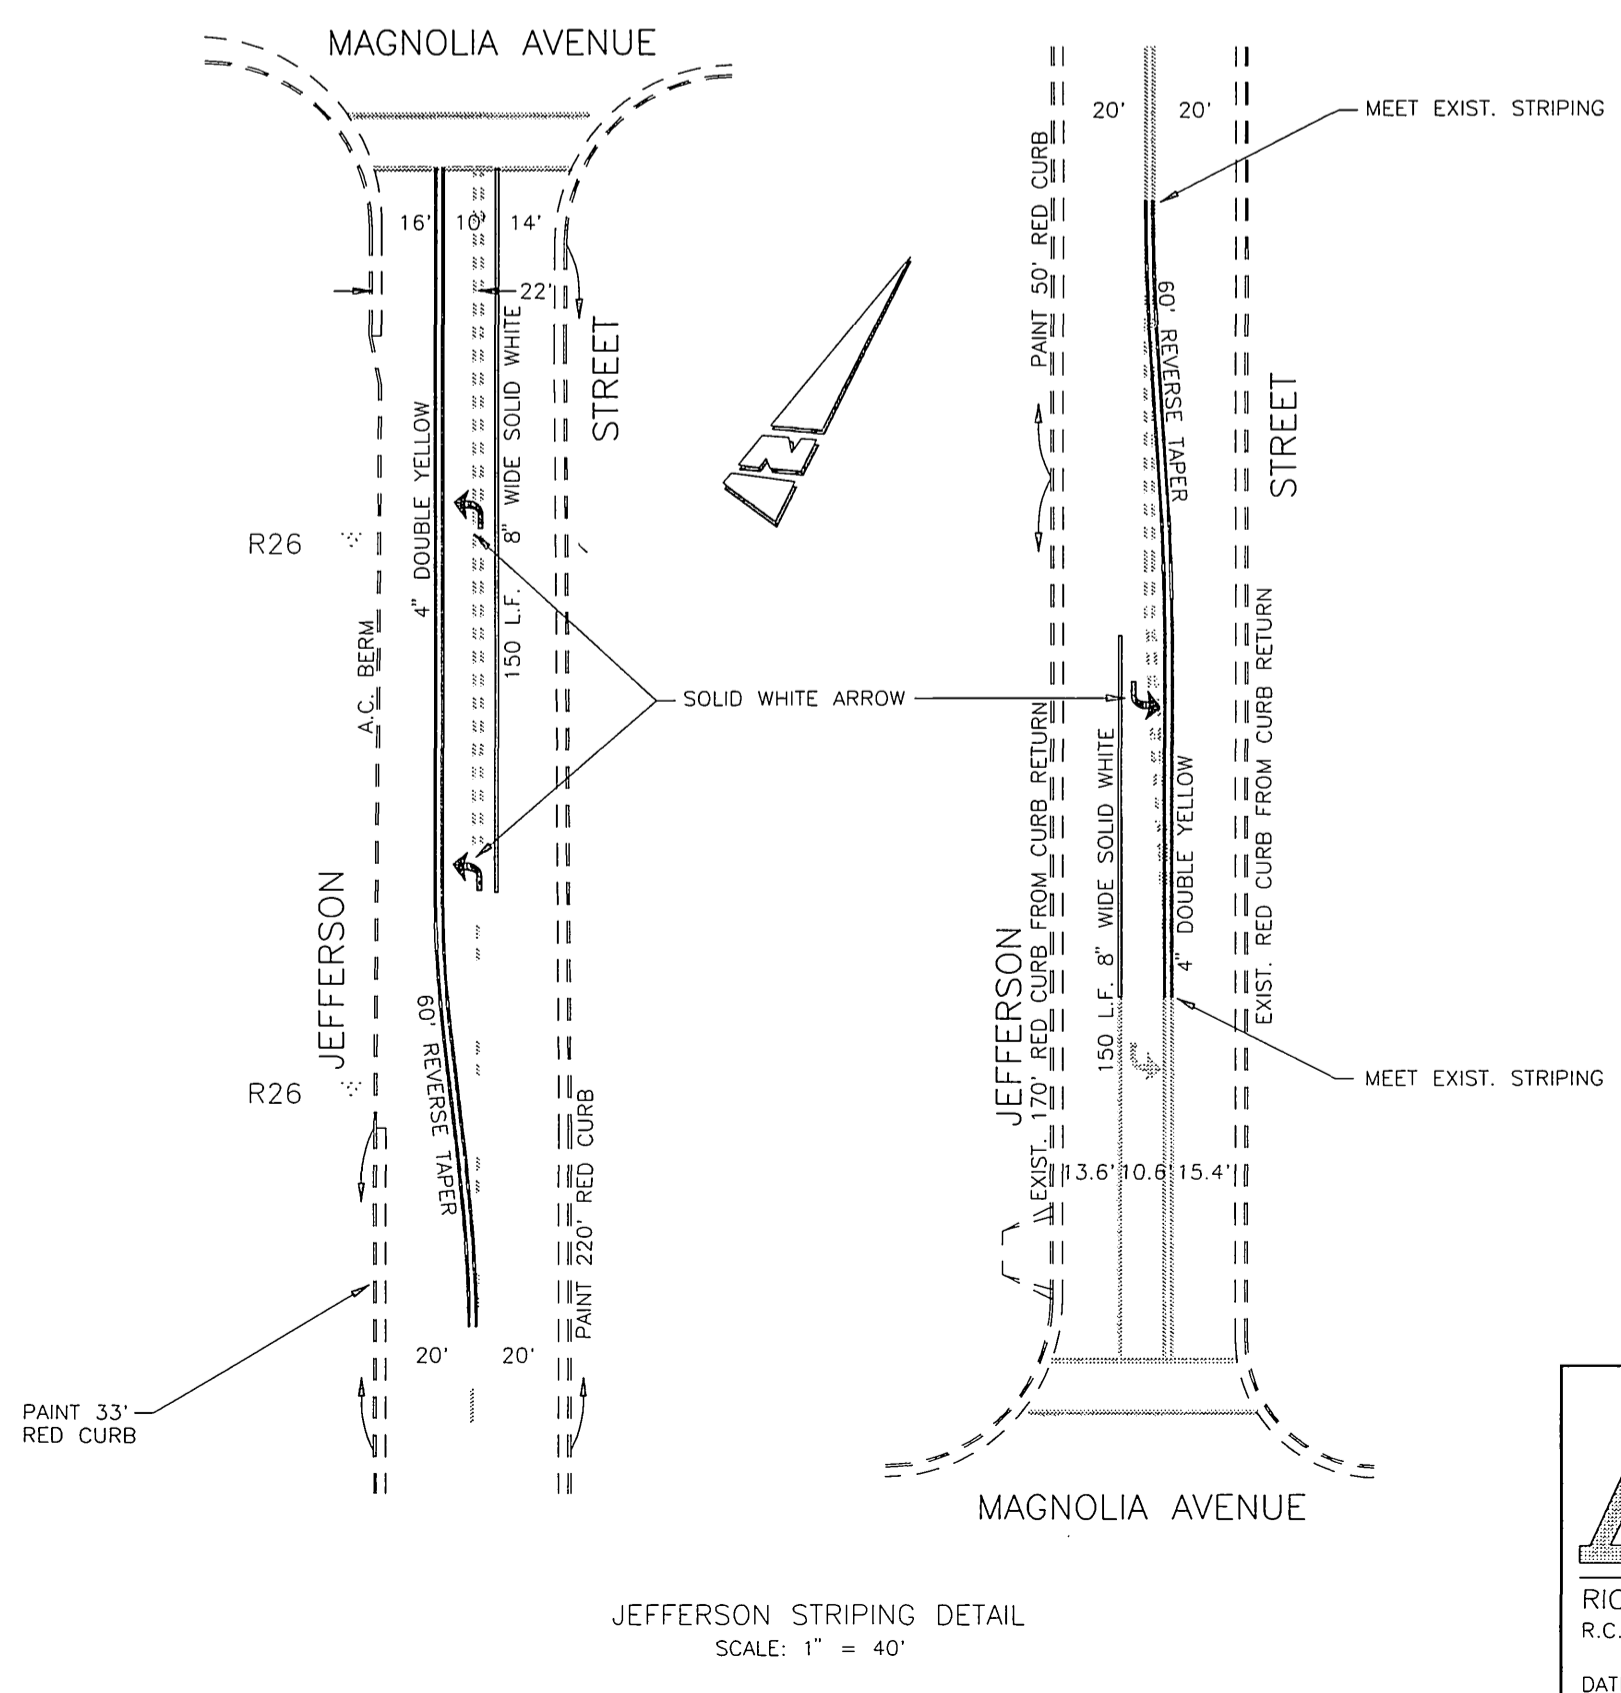 MAGNOLIA AVENUE
16'
10'
14'
22'
4" DOUBLE YELLOW
150 L.F. 8" WIDE SOLID WHITE
STREET
R26
A.C. BERM
SOLID WHITE ARROW
JEFFERSON
60' REVERSE TAPER
R26
PAINT 220' RED CURB
20'
20'
PAINT 33'
RED CURB
20'
20'
MEET EXIST. STRIPING
PAINT 50' RED CURB
60' REVERSE TAPER
STREET
EXIST. 170' RED CURB FROM CURB RETURN
150 L.F. 8" WIDE SOLID WHITE
4" DOUBLE YELLOW
EXIST. RED CURB FROM CURB RETURN
JEFFERSON
MEET EXIST. STRIPING
13.6'
10.6'
15.4'
MAGNOLIA AVENUE
JEFFERSON STRIPING DETAIL
SCALE: 1" = 40'
R.C.